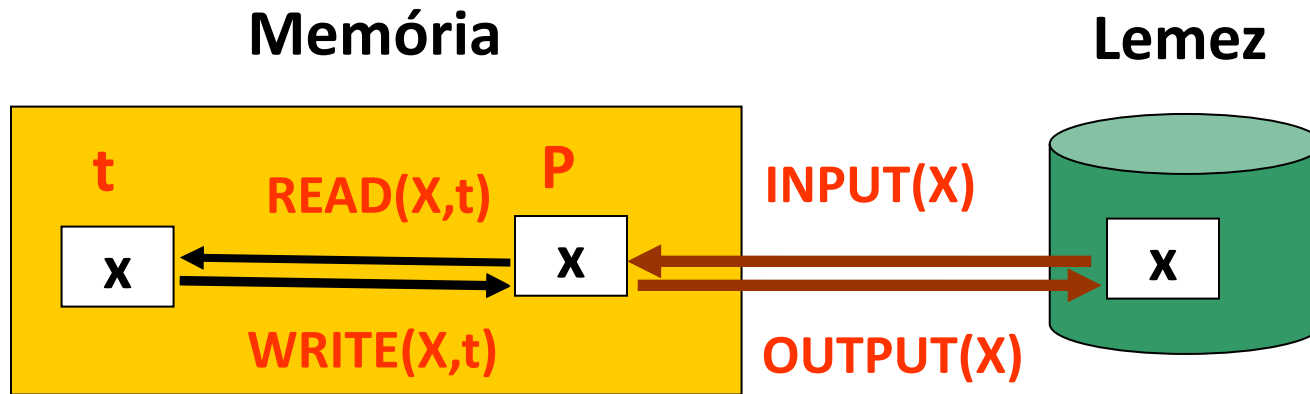 Memória
Lemez
t
P
READ(X,t)
INPUT(X)
x
x
x
WRITE(X,t)
OUTPUT(X)